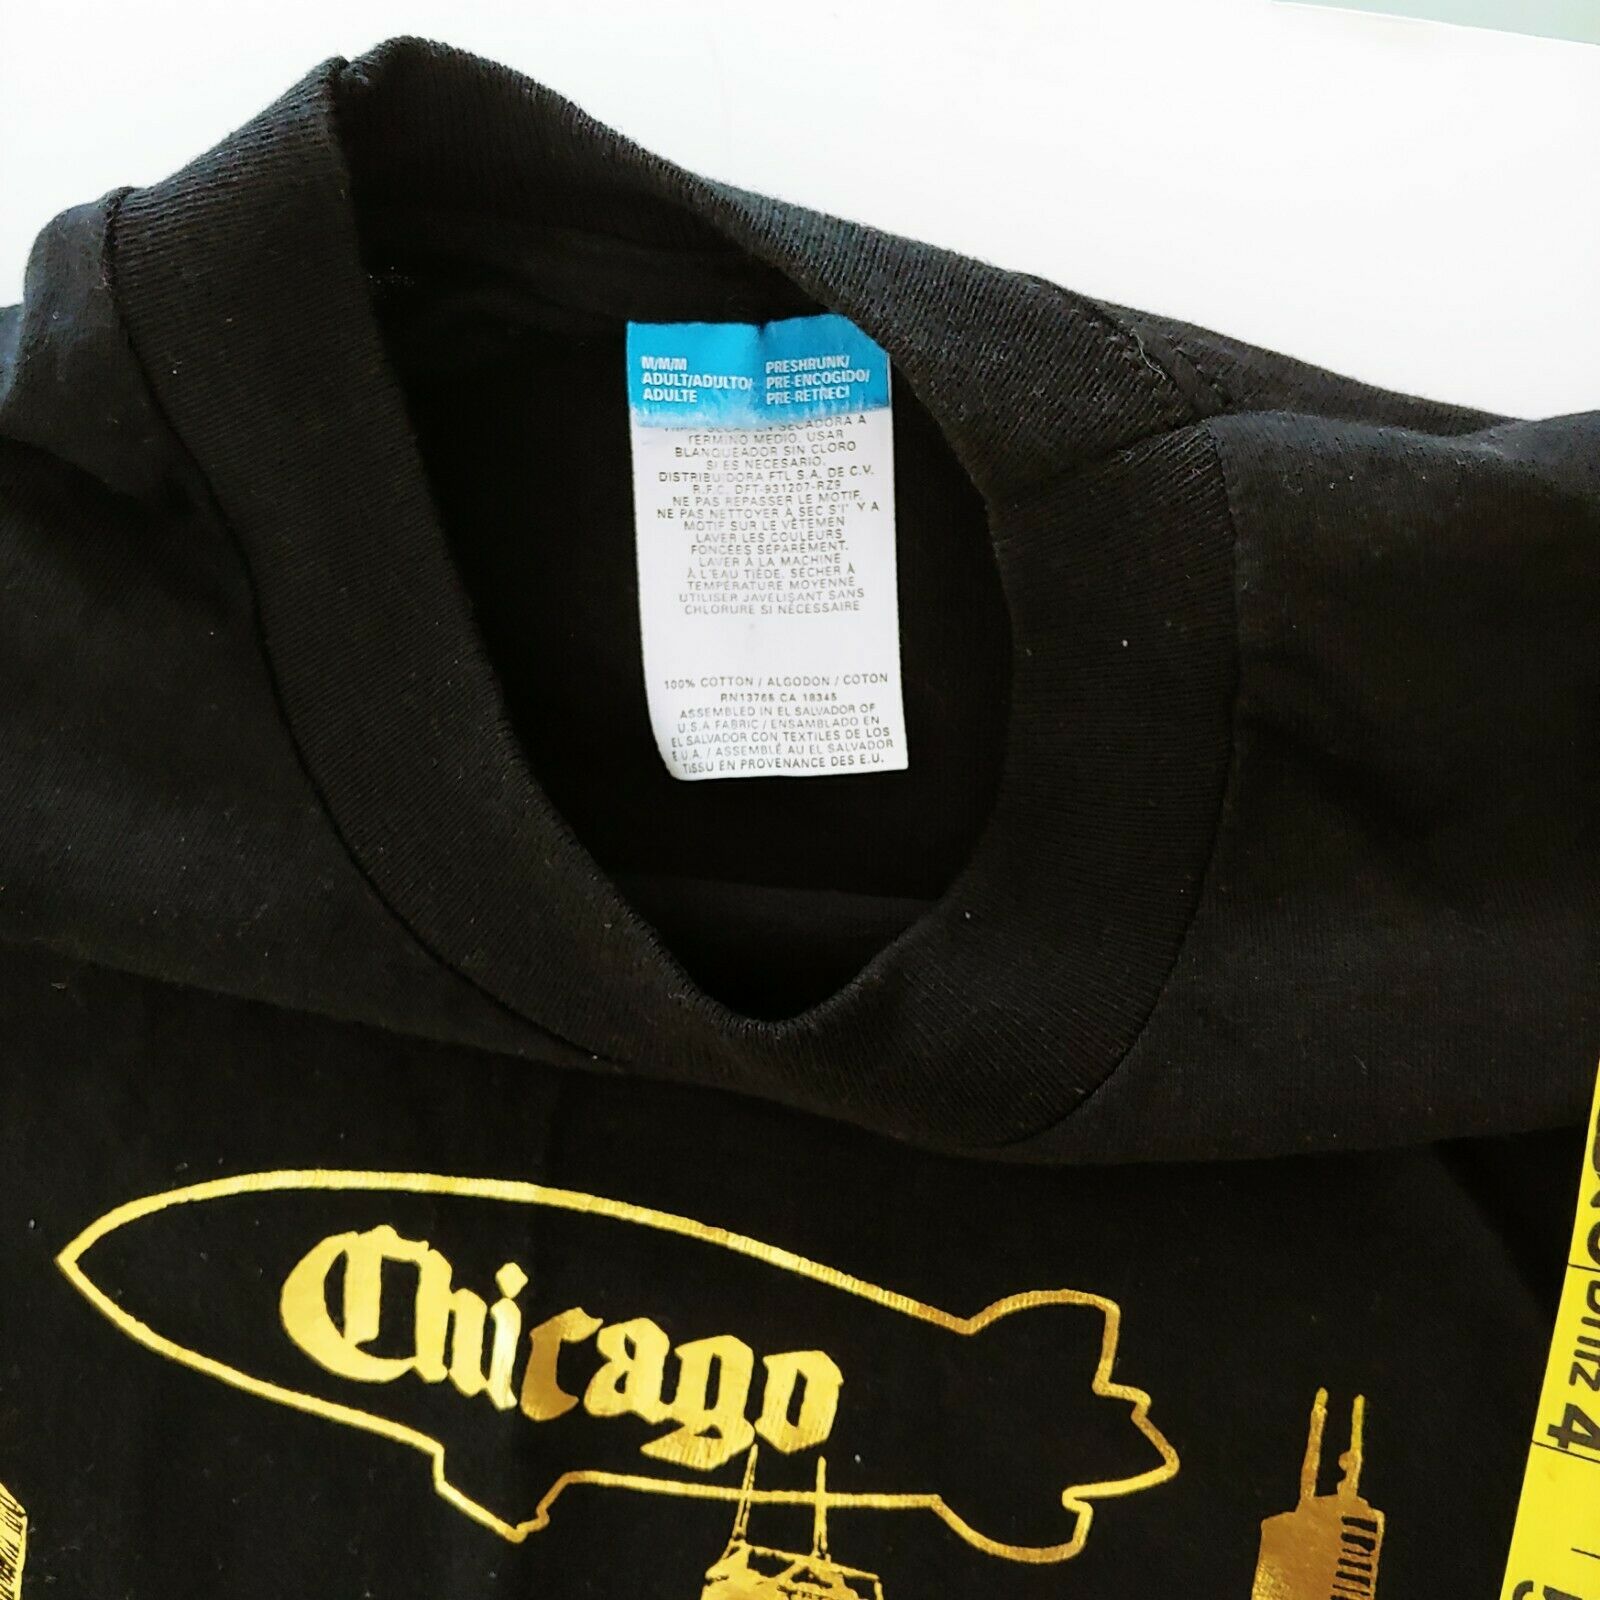 M/M/M
ADULT/ADULTO/
ADULTE
PRESHRUNK/
PRE-ENCOGIDO/
PRE-RETRECI
SECADORA A
TERMINO MEDIO. USAR
BLANQUEADOR SIN CLORO
SI ES NECESARIO.
DISTRIBUIDORA FTL S.A. DE C.V.
R.F.C. DFT-931207-RZ9
NE PAS REPASSER LE MOTIF.
NE PAS NETTOYER À SEC S'I' Y A
MOTIF SUR LE VÊTEMEN
LAVER LES COULEURS
FONCÉES SÉPARÉMENT.
LAVER À LA MACHINE
À L'EAU TIÈDE. SÉCHER À
TEMPÉRATURE MOYENNE
UTILISER JAVELISANT SANS
CHLORURE SI NÉCESSAIRE
100% COTTON / ALGODON / COTON
RN13765 CA 18345
ASSEMBLED IN EL SALVADOR OF
U.S.A FABRIC / ENSAMBLADO EN
EL SALVADOR CON TEXTILES DE LOS
E.U.A. / ASSEMBLÉ AU EL SALVADOR
TISSU EN PROVENANCE DES E.U.
Chicago
4
5